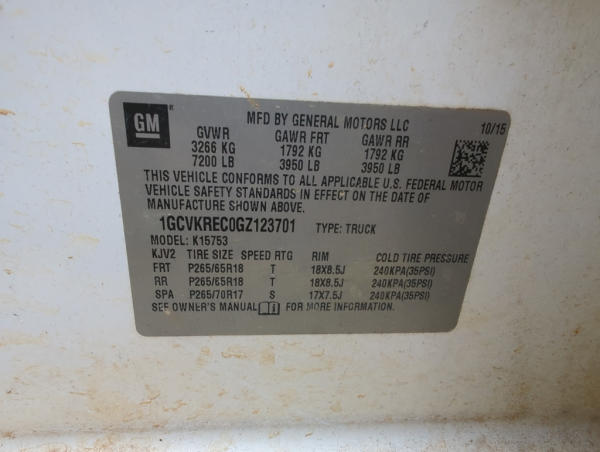 GM
MFD BY GENERAL MOTORS LLC
10/15
GVWR GAWR FRT GAWR RR
3266 KG 1792 KG 1792 KG
7200 LB 3950 LB 3950 LB
THIS VEHICLE CONFORMS TO ALL APPLICABLE U.S. FEDERAL MOTOR
VEHICLE SAFETY STANDARDS IN EFFECT ON THE DATE OF
MANUFACTURE SHOWN ABOVE.
1GCVKREC0GZ123701 TYPE: TRUCK
MODEL: K15753
KJV2 TIRE SIZE SPEED RTG RIM COLD TIRE PRESSURE
FRT P265/65R18 T 18X8.5J 240KPA(35PSI)
RR P265/65R18 T 18X8.5J 240KPA(35PSI)
SPA P265/70R17 S 17X7.5J 240KPA(35PSI)
SEE OWNER'S MANUAL FOR MORE INFORMATION.